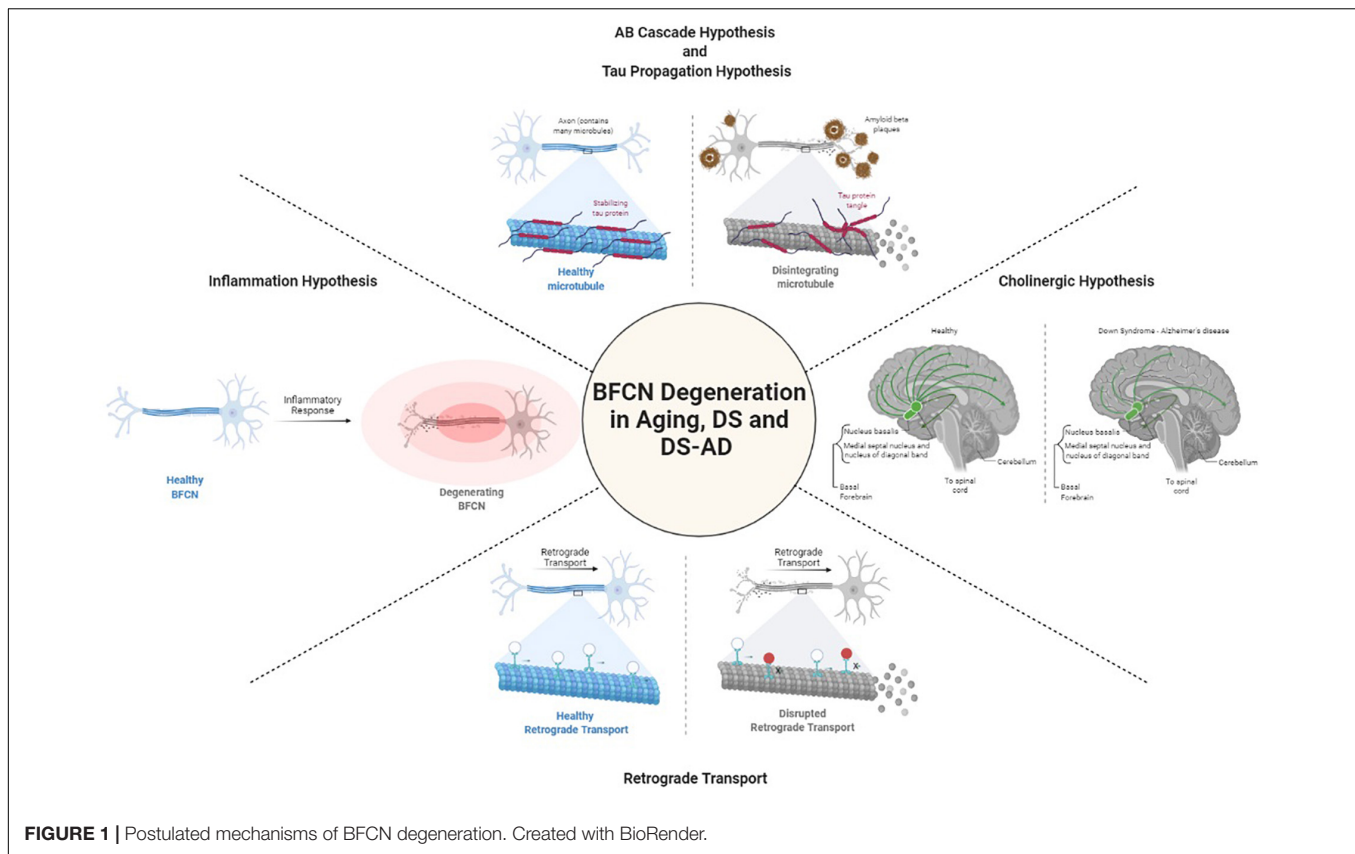 AB Cascade Hypothesis
and
Tau Propagation Hypothesis
Axon (contains
many microbules)
Amyloid beta
plaques
Stabilizing
tau protein
Tau protein
tangle
Healthy
microtubule
Disintegrating
microtubule
Inflammation Hypothesis
Cholinergic Hypothesis
Inflammatory
Response
Healthy
BFCN
Degenerating
BFCN
BFCN Degeneration
in Aging, DS and
DS-AD
Healthy
Nucleus basalis
Medial septal nucleus and
nucleus of diagonal band
Cerebellum
Basal
Forebrain
To spinal
cord
Down Syndrome - Alzheimer's disease
Nucleus basalis
Medial septal nucleus and
nucleus of diagonal band
Cerebellum
Basal
Forebrain
To spinal
cord
Retrograde
Transport
Retrograde
Transport
X
X
Healthy
Retrograde Transport
Disrupted
Retrograde Transport
Retrograde Transport
FIGURE 1 | Postulated mechanisms of BFCN degeneration. Created with BioRender.